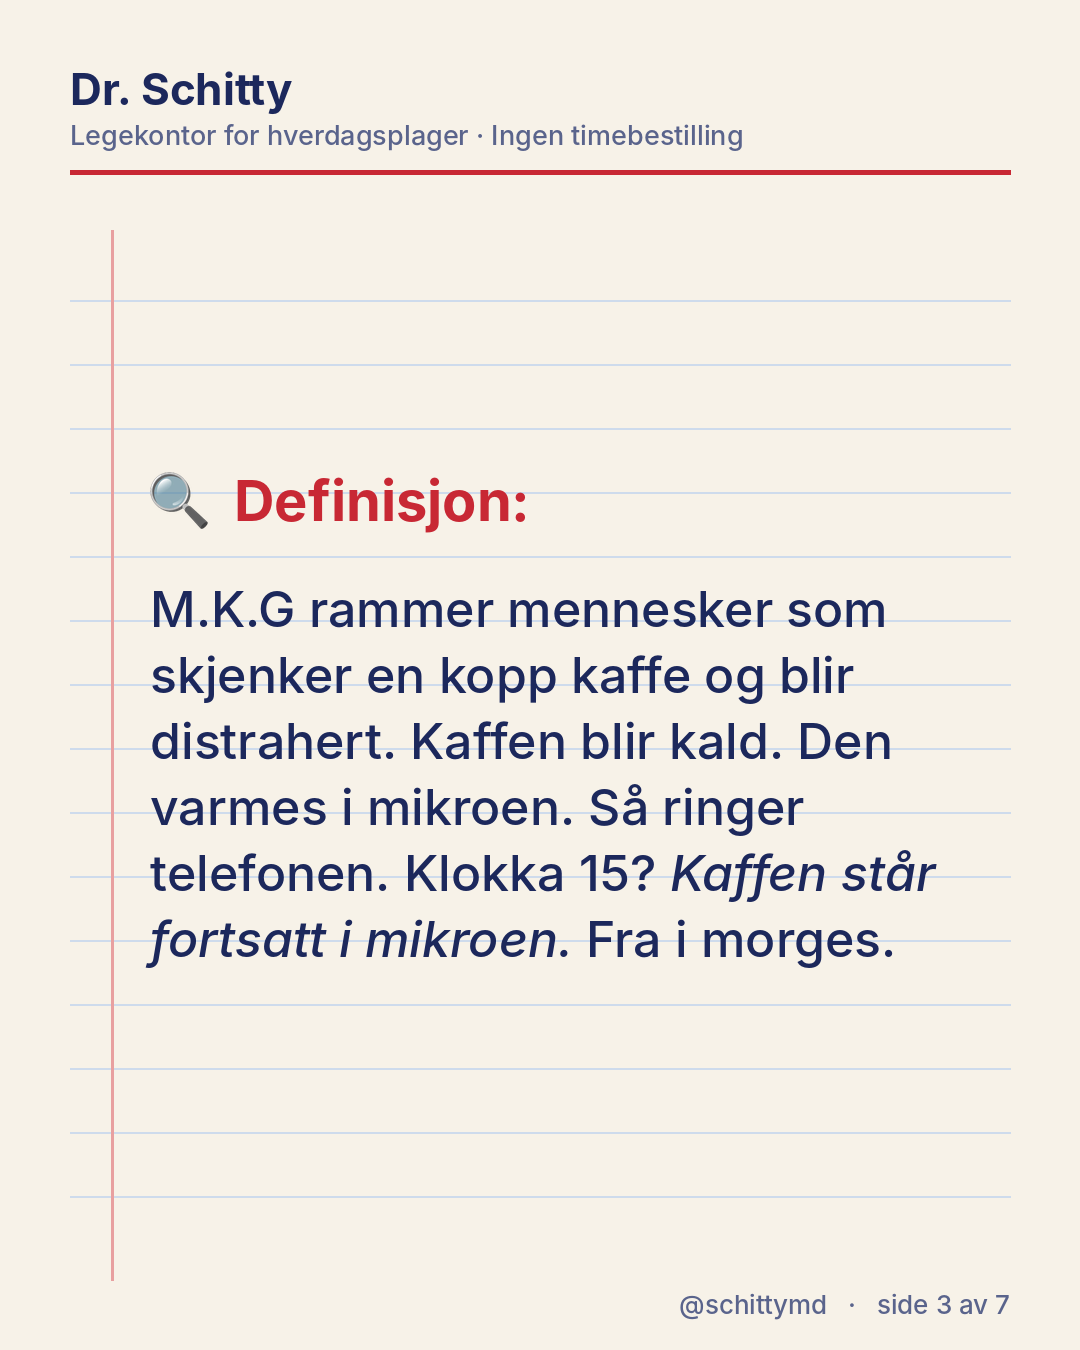 Dr. Schitty
Legekontor for hverdagsplager · Ingen timebestilling
🔍 Definisjon:
M.K.G rammer mennesker som
skjenker en kopp kaffe og blir
distrahert. Kaffen blir kald. Den
varmes i mikroen. Så ringer
telefonen. Klokka 15? Kaffen står
fortsatt i mikroen. Fra i morges.
@schittymd · side 3 av 7